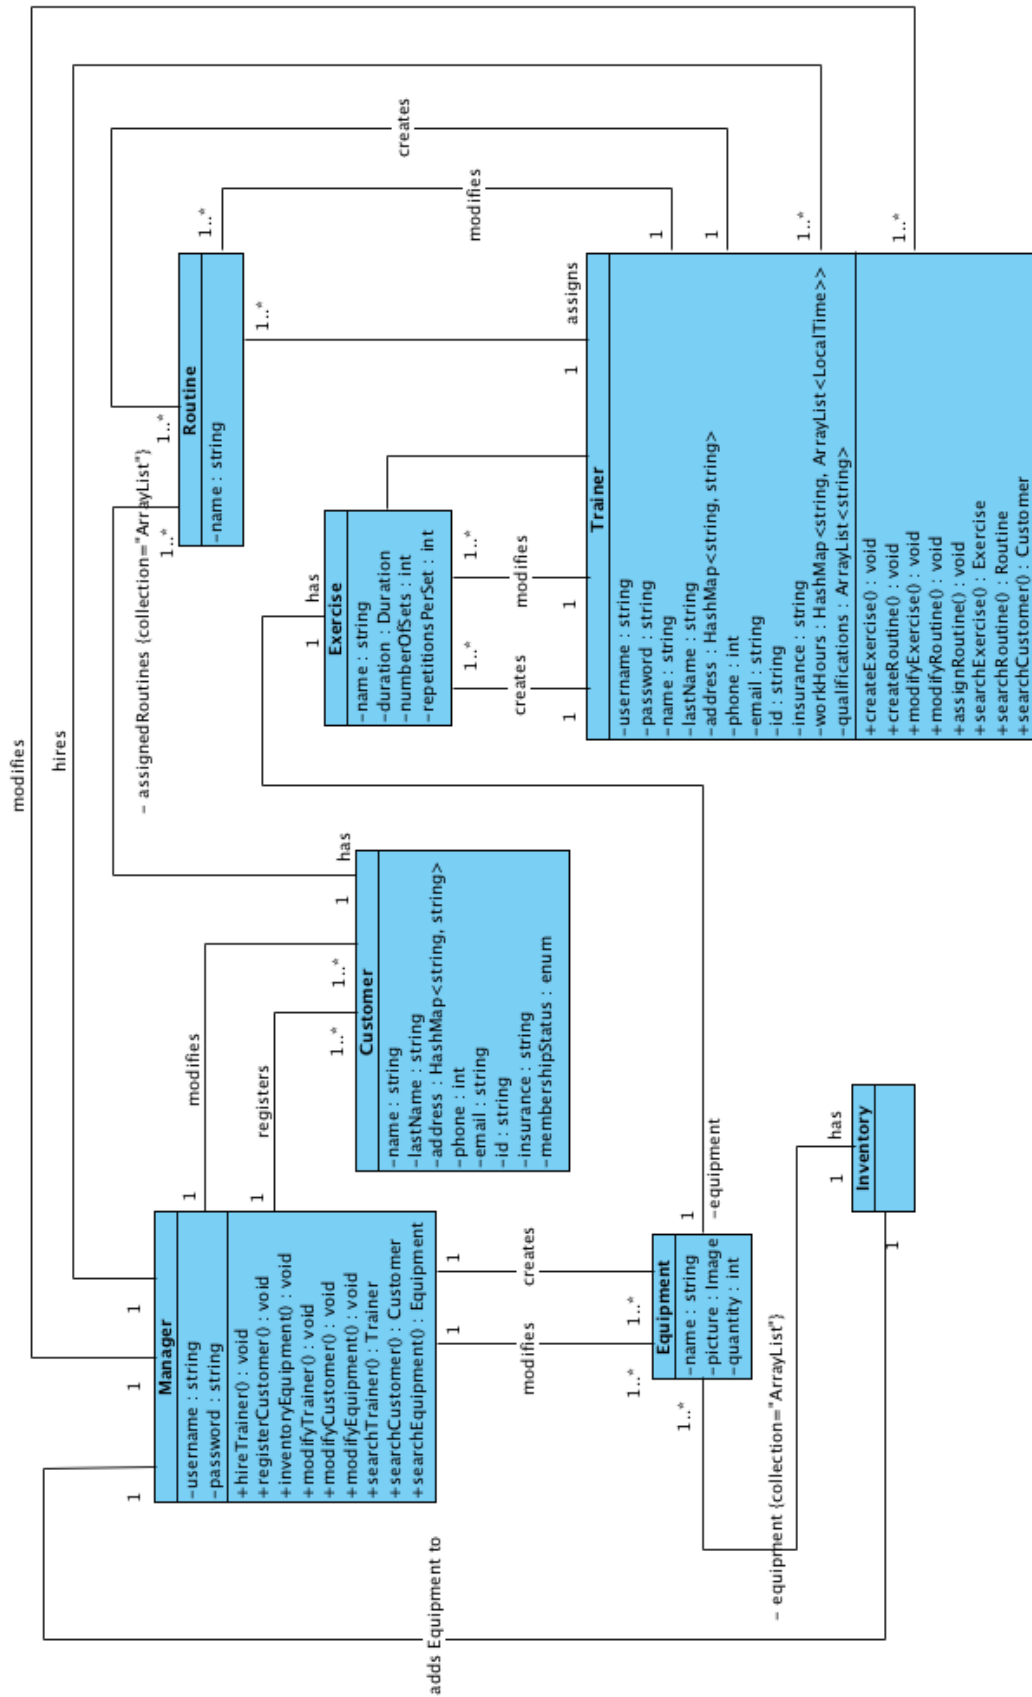 modifies
hires
creates
modifies
– assignedRoutines {collection="ArrayList"}
1..*
1..*
1..*
1..*
Routine
–name : string
modifies
registers
adds Equipment to
1
1
1
1
1
Manager
–username : string
–password : string
+hireTrainer() : void
+registerCustomer() : void
+inventoryEquipment() : void
+modifyTrainer() : void
+modifyCustomer() : void
+modifyEquipment() : void
+searchTrainer() : Trainer
+searchCustomer() : Customer
+searchEquipment() : Equipment
1..*
1..*
1
has
Customer
–name : string
–lastName : string
–address : HashMap<string, string>
–phone : int
–email : string
–id : string
–insurance : string
–membershipStatus : enum
1
has
Exercise
–name : string
–duration : Duration
–numberOfSets : int
–repetitionsPerSet : int
1..*
1..*
creates
modifies
1
1
1
assigns
1
1
1..*
1..*
Trainer
–username : string
–password : string
–name : string
–lastName : string
–address : HashMap<string, string>
–phone : int
–email : string
–id : string
–insurance : string
–workHours : HashMap<string, ArrayList<LocalTime>>
–qualifications : ArrayList<string>
+createExercise() : void
+createRoutine() : void
+modifyExercise() : void
+modifyRoutine() : void
+assignRoutine() : void
+searchExercise() : Exercise
+searchRoutine() : Routine
+searchCustomer() : Customer
1
1
modifies
creates
1..*
1..*
1
–equipment
Equipment
–name : string
–picture : Image
–quantity : int
1..*
– equipment {collection="ArrayList"}
1
has
Inventory
1